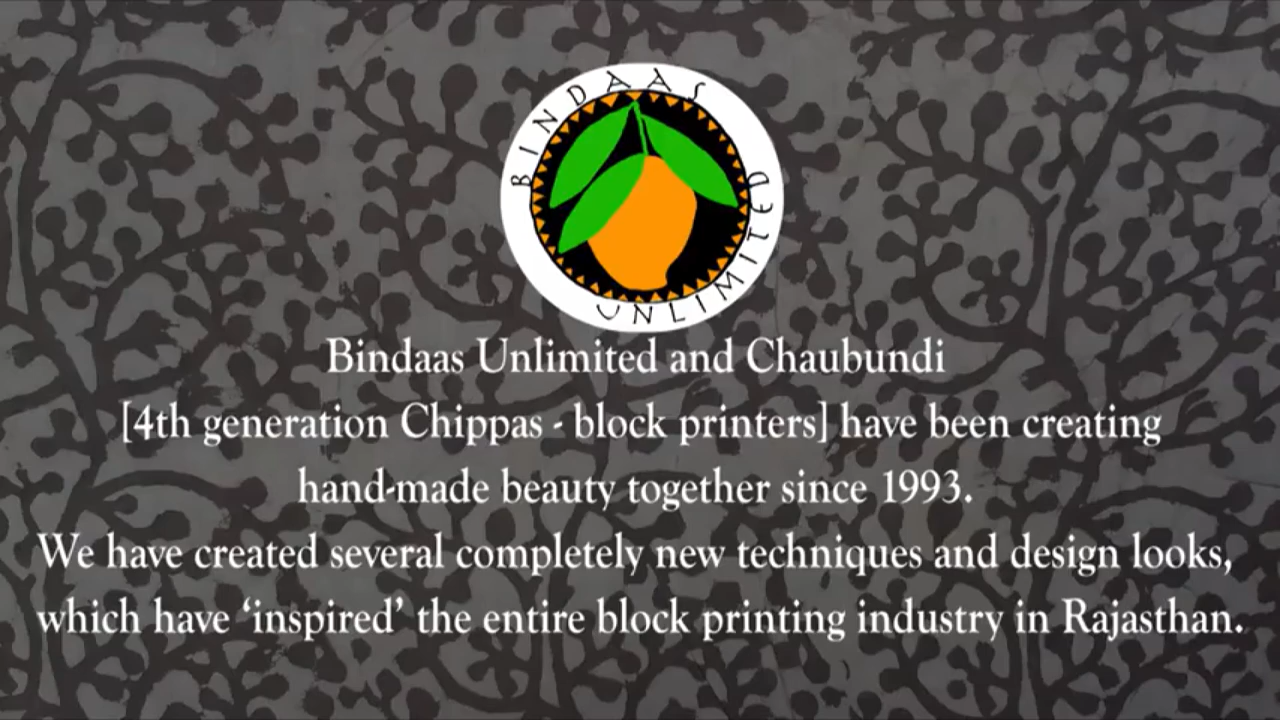 BINDAAS UNLIMITED
Bindaas Unlimited and Chaubundi
[4th generation Chippas - block printers] have been creating
hand-made beauty together since 1993.
We have created several completely new techniques and design looks,
which have ‘inspired’ the entire block printing industry in Rajasthan.